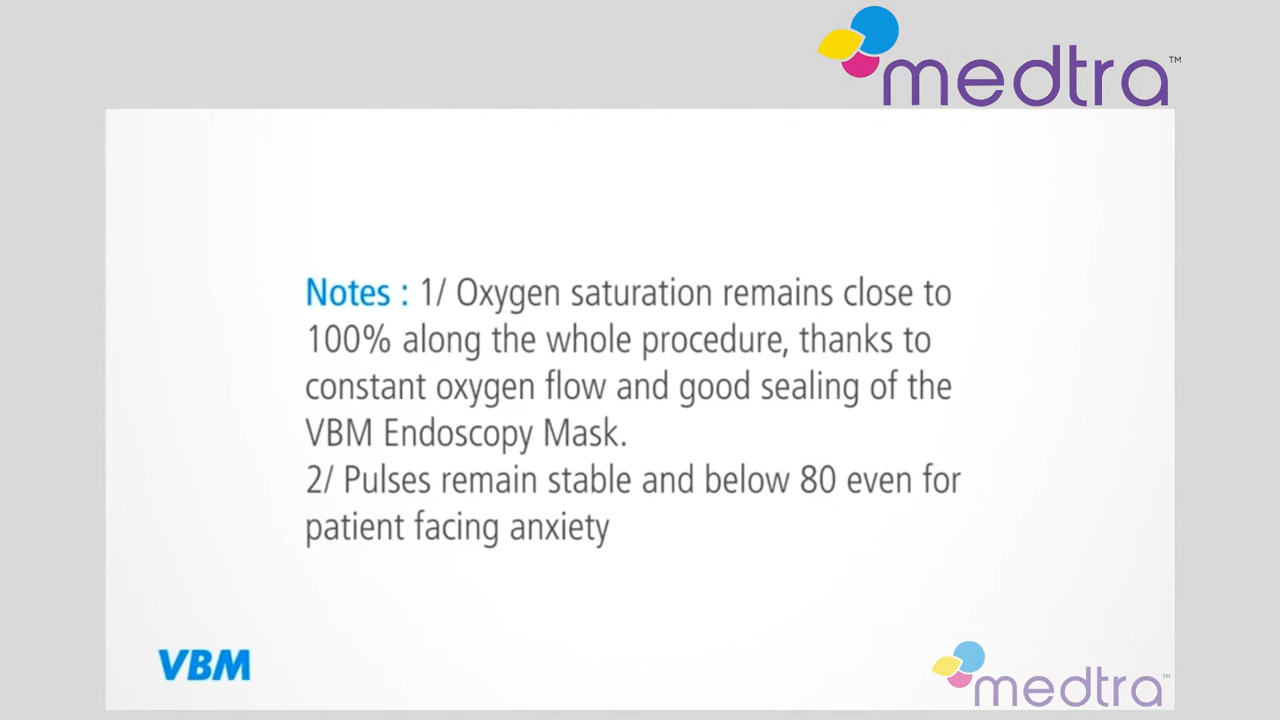 medtra™
Notes : 1/ Oxygen saturation remains close to
100% along the whole procedure, thanks to
constant oxygen flow and good sealing of the
VBM Endoscopy Mask.
2/ Pulses remain stable and below 80 even for
patient facing anxiety
VBM
medtra™